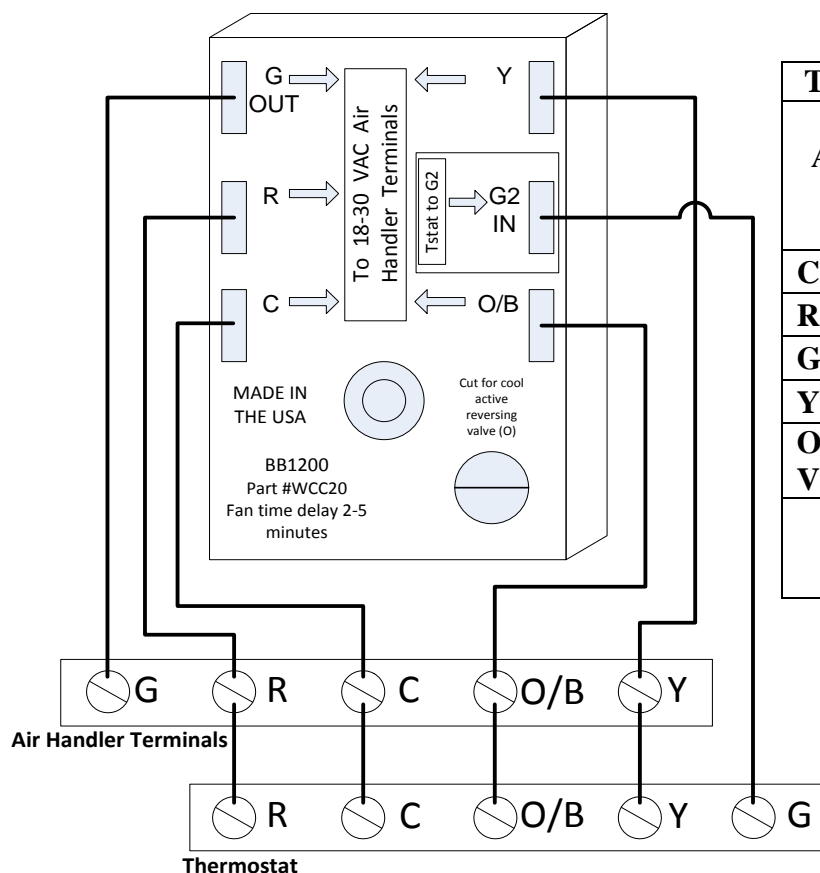 G
OUT
Y
R
G2
IN
C
O/B
To 18-30 VAC Air
Handler Terminals
Tstat to G2
MADE IN
THE USA
Cut for cool
active
reversing
valve (O)
BB1200
Part #WCC20
Fan time delay 2-5
minutes
T
A
C
R
G
Y
O
V
G R C O/B Y
Air Handler Terminals
R C O/B Y G
Thermostat